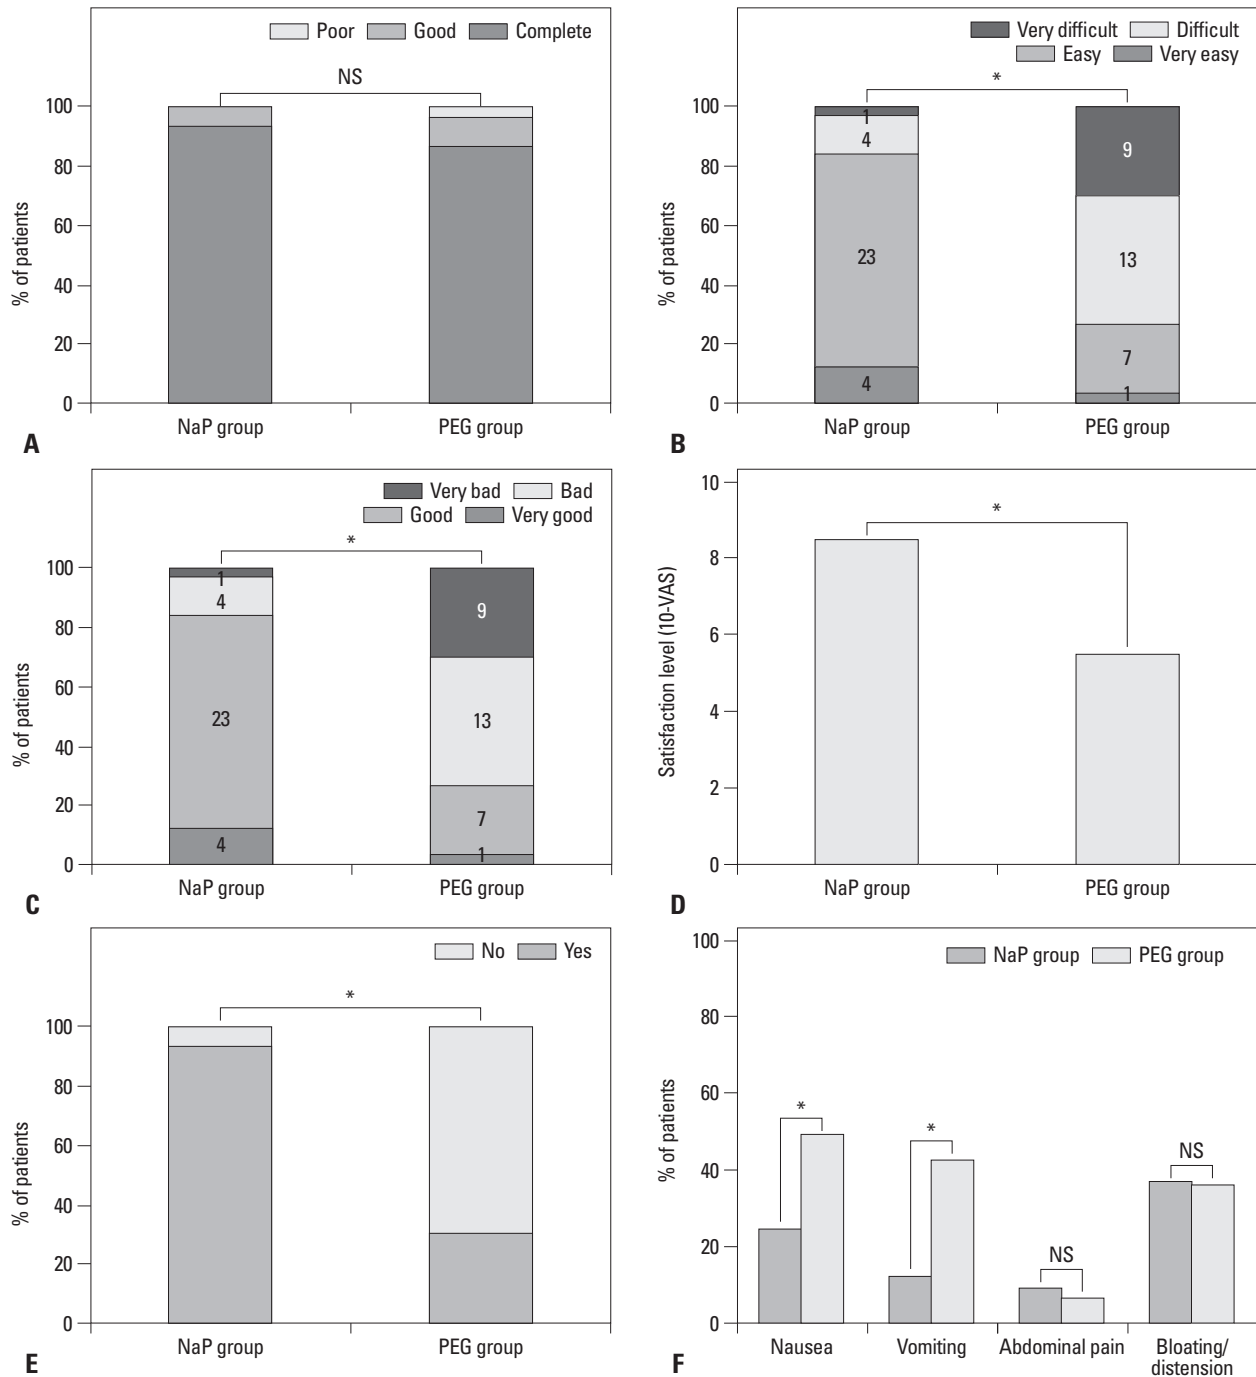 Poor Good Complete
NS
100
80
60
40
20
0
% of patients
NaP group PEG group
A
Very difficult Difficult
Easy Very easy
*
100
80
60
40
20
0
% of patients
1
4
23
4
9
13
7
1
NaP group PEG group
B
Very bad Bad
Good Very good
*
100
80
60
40
20
0
% of patients
1
4
23
4
9
13
7
1
NaP group PEG group
C
10
8
6
4
2
0
Satisfaction level (10-VAS)
*
NaP group PEG group
D
No Yes
*
100
80
60
40
20
0
% of patients
NaP group PEG group
E
NaP group PEG group
100
80
60
40
20
0
% of patients
*
*
NS
NS
Nausea Vomiting Abdominal pain Bloating/
distension
F